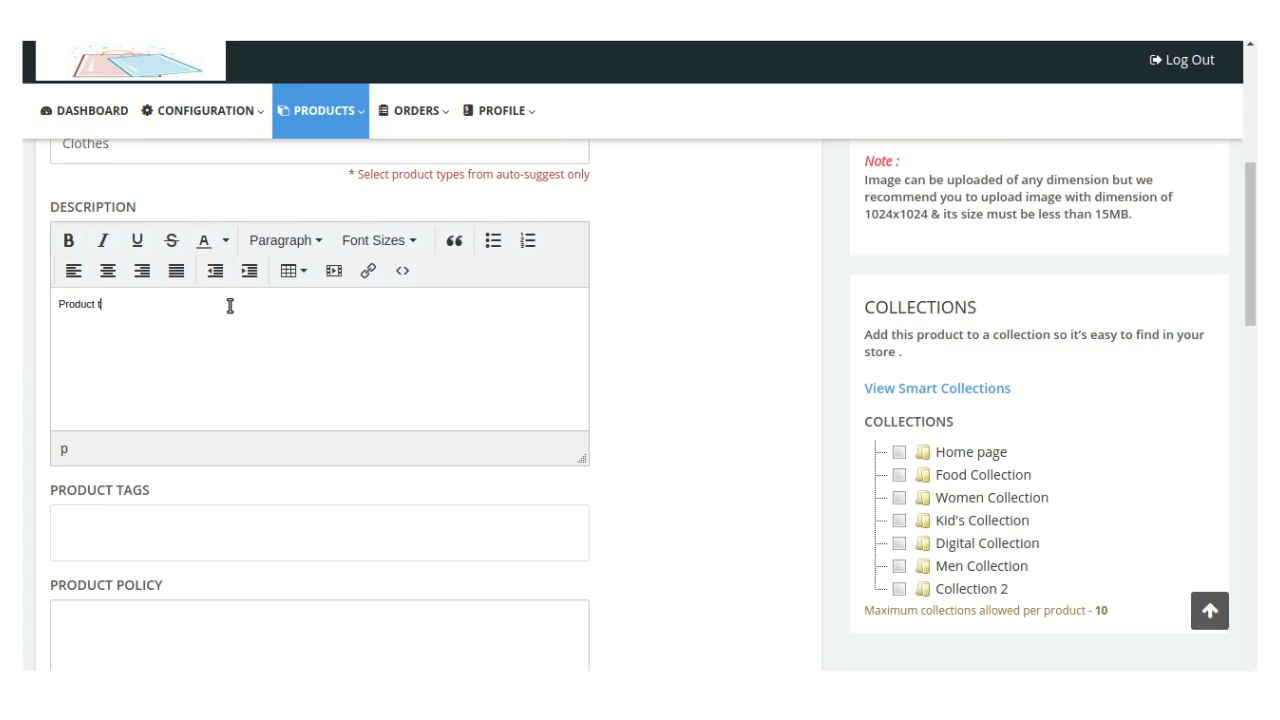 Log Out
DASHBOARD CONFIGURATION PRODUCTS ORDERS PROFILE
Clothes
* Select product types from auto-suggest only
DESCRIPTION
B I U S A Paragraph Font Sizes
Product t
p
PRODUCT TAGS
PRODUCT POLICY
Note :
Image can be uploaded of any dimension but we
recommend you to upload image with dimension of
1024x1024 & its size must be less than 15MB.
COLLECTIONS
Add this product to a collection so it's easy to find in your
store .
View Smart Collections
COLLECTIONS
Home page
Food Collection
Women Collection
Kid's Collection
Digital Collection
Men Collection
Collection 2
Maximum collections allowed per product - 10